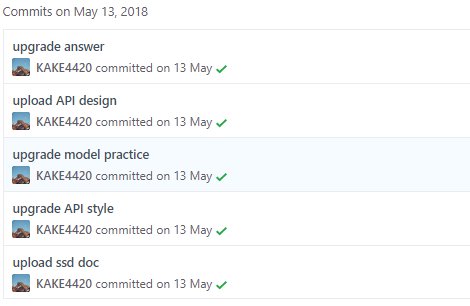 Commits on May 13, 2018
upgrade answer
KAKE4420 committed on 13 May
upload API design
KAKE4420 committed on 13 May
upgrade model practice
KAKE4420 committed on 13 May
upgrade API style
KAKE4420 committed on 13 May
upload ssd doc
KAKE4420 committed on 13 May